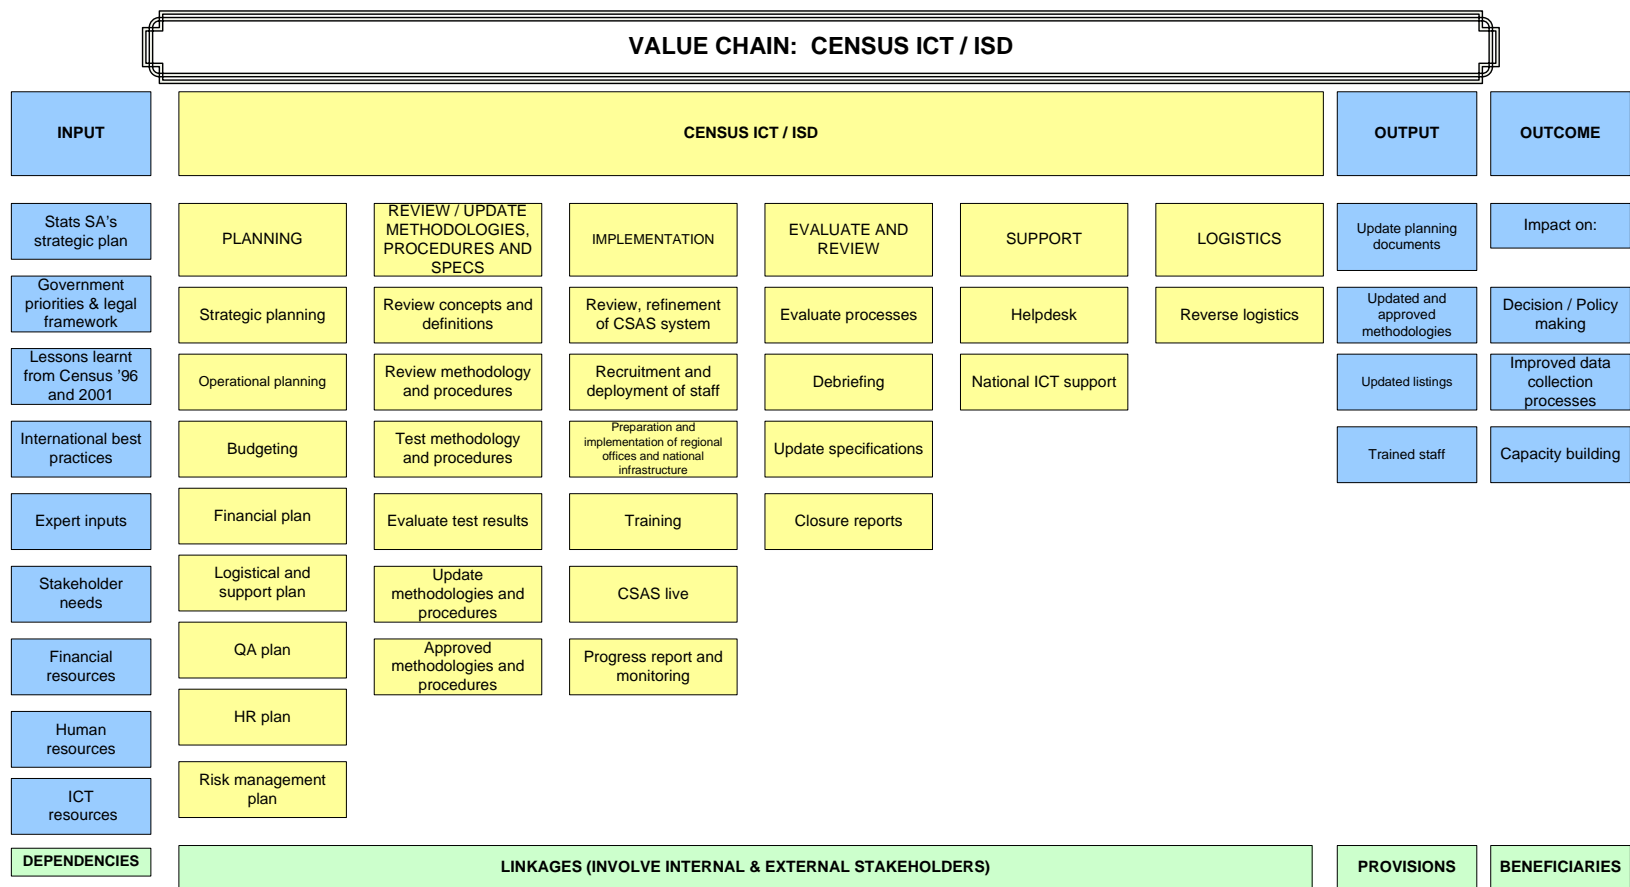 VALUE CHAIN: CENSUS ICT / ISD
INPUT
CENSUS ICT / ISD
OUTPUT
OUTCOME
Stats SA's
strategic plan
Government
priorities & legal
framework
Lessons learnt
from Census '96
and 2001
International best
practices
Expert inputs
Stakeholder
needs
Financial
resources
Human
resources
ICT
resources
PLANNING
Strategic planning
Operational planning
Budgeting
Financial plan
Logistical and
support plan
QA plan
HR plan
Risk management
plan
REVIEW / UPDATE
METHODOLOGIES,
PROCEDURES AND
SPECS
Review concepts and
definitions
Review methodology
and procedures
Test methodology
and procedures
Evaluate test results
Update
methodologies and
procedures
Approved
methodologies and
procedures
IMPLEMENTATION
Review, refinement
of CSAS system
Recruitment and
deployment of staff
Preparation and
implementation of regional
offices and national
infrastructure
Training
CSAS live
Progress report and
monitoring
EVALUATE AND
REVIEW
Evaluate processes
Debriefing
Update specifications
Closure reports
SUPPORT
Helpdesk
National ICT support
LOGISTICS
Reverse logistics
Update planning
documents
Updated and
approved
methodologies
Updated listings
Trained staff
Impact on:
Decision / Policy
making
Improved data
collection
processes
Capacity building
DEPENDENCIES
LINKAGES (INVOLVE INTERNAL & EXTERNAL STAKEHOLDERS)
PROVISIONS
BENEFICIARIES